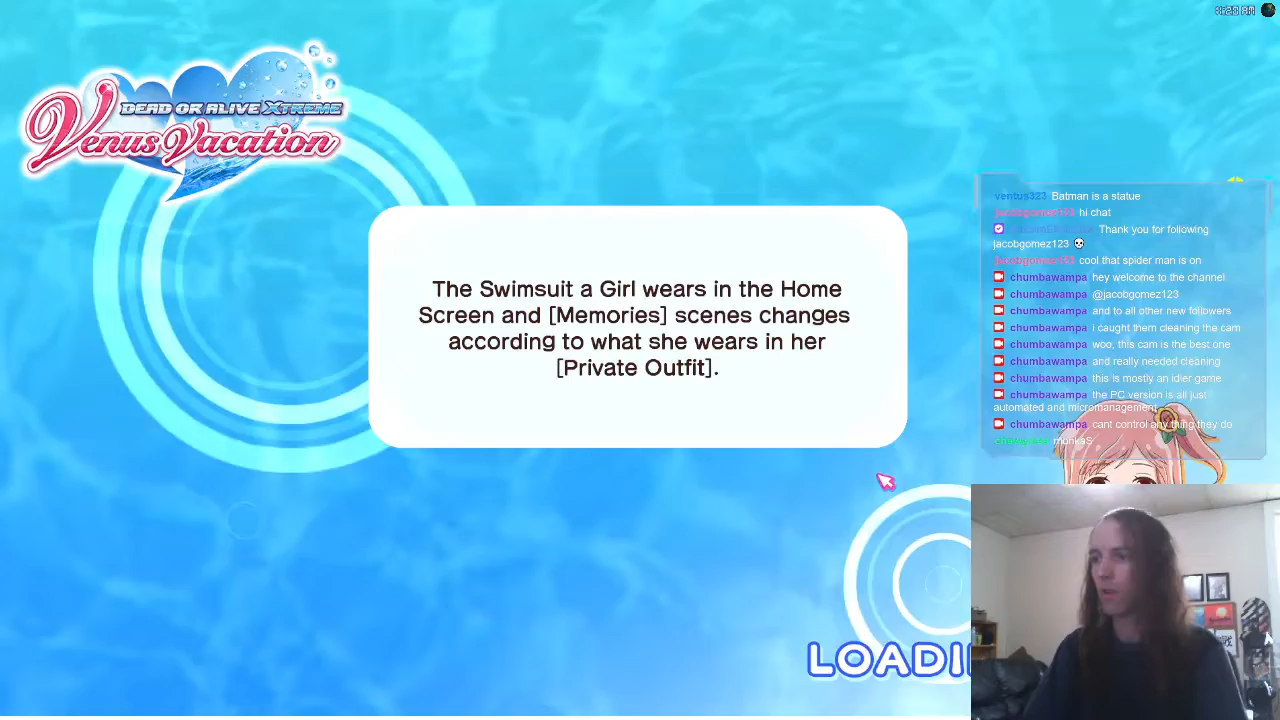 DEAD OR ALIVE XTREME
Venus Vacation
The Swimsuit a Girl wears in the Home
Screen and [Memories] scenes changes
according to what she wears in her
[Private Outfit].
LOADI
ventus323 Batman is a statue
jacobgomez123 hi chat
Thank you for following
jacobgomez123
jacobgomez123 cool that spider man is on
chumbawampa hey welcome to the channel
chumbawampa @jacobgomez123
chumbawampa and to all other new followers
chumbawampa i caught them cleaning the cam
chumbawampa woo, this cam is the best one
chumbawampa and really needed cleaning
chumbawampa this is mostly an idler game
chumbawampa the PC version is all just
automated and micromanagement
chumbawampa cant control any thing they do
monkaS